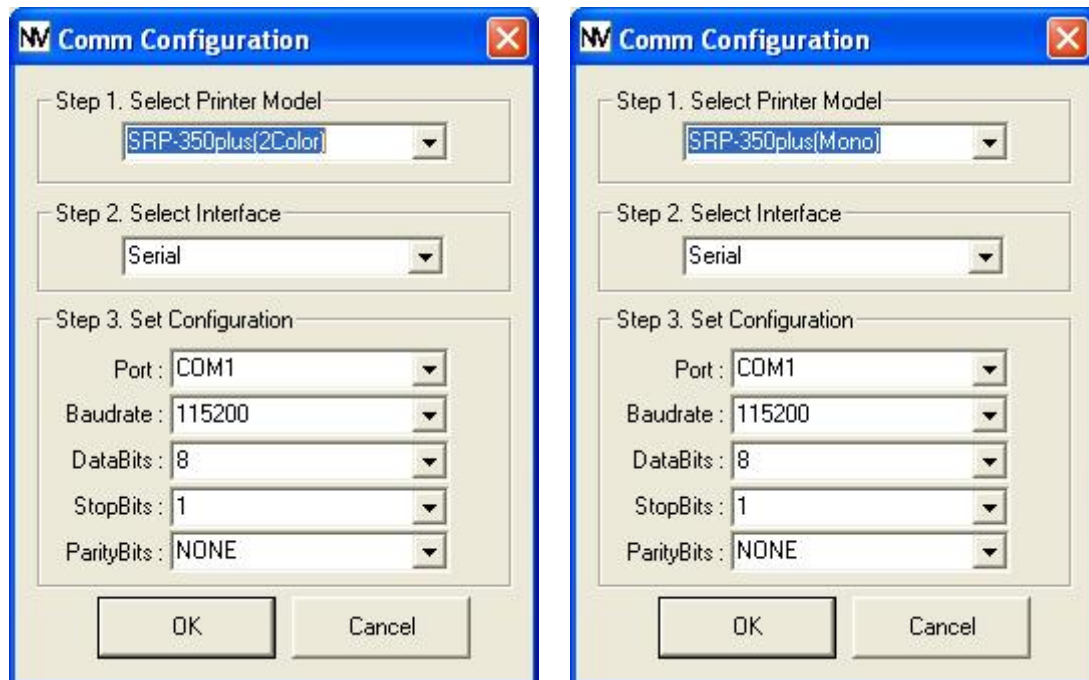 NV Comm Configuration
Step 1. Select Printer Model
SRP-350plus(2Color)
Step 2. Select Interface
Serial
Step 3. Set Configuration
Port : COM1
Baudrate : 115200
DataBits : 8
StopBits : 1
ParityBits : NONE
OK Cancel
NV Comm Configuration
Step 1. Select Printer Model
SRP-350plus(Mono)
Step 2. Select Interface
Serial
Step 3. Set Configuration
Port : COM1
Baudrate : 115200
DataBits : 8
StopBits : 1
ParityBits : NONE
OK Cancel